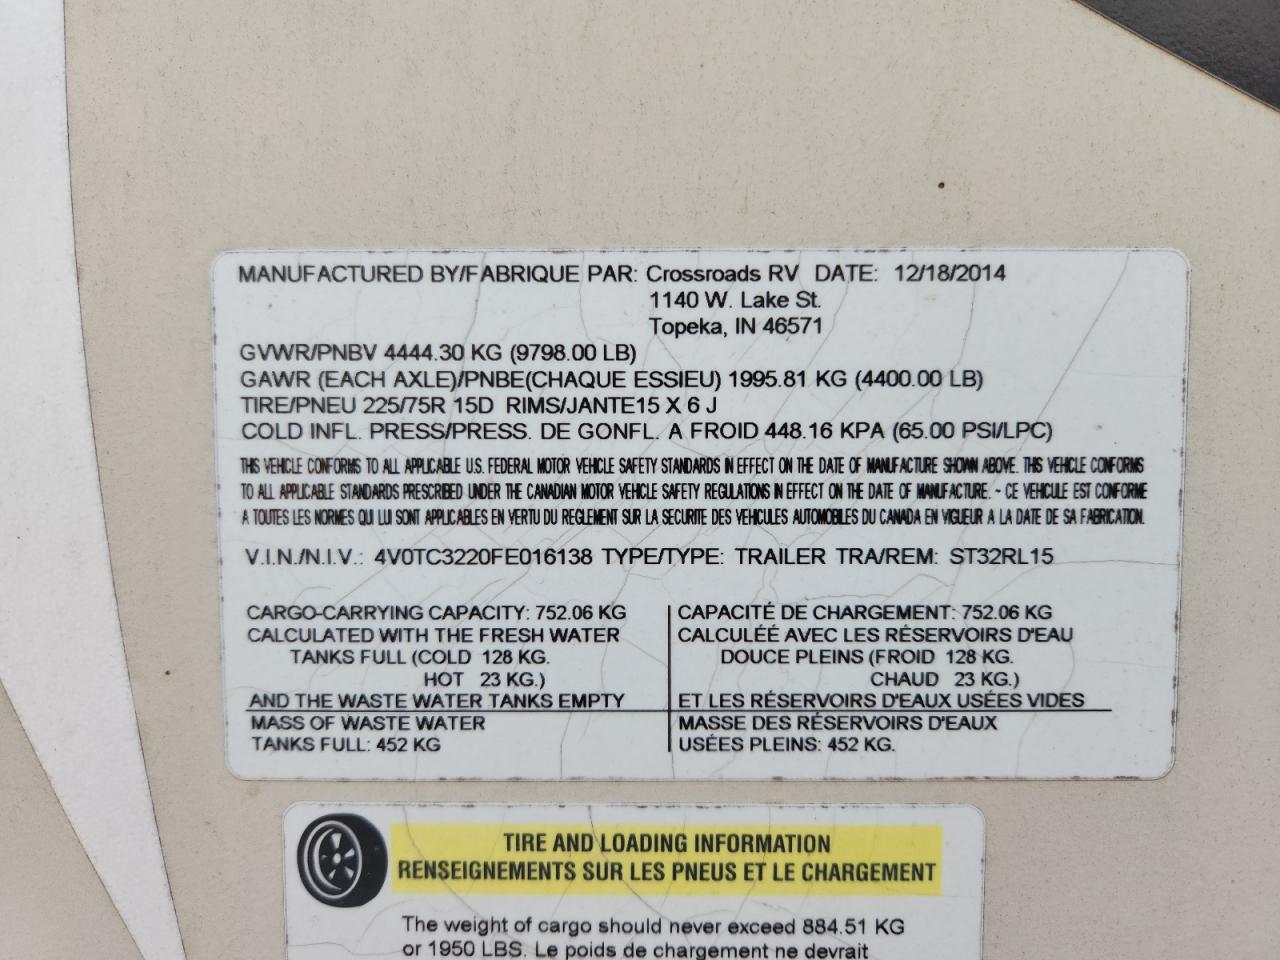 MANUFACTURED BY/FABRIQUE PAR: Crossroads RV DATE: 12/18/2014
1140 W. Lake St.
Topeka, IN 46571
GVWR/PNBV 4444.30 KG (9798.00 LB)
GAWR (EACH AXLE)/PNBE(CHAQUE ESSIEU) 1995.81 KG (4400.00 LB)
TIRE/PNEU 225/75R 15D RIMS/JANTE15 X 6 J
COLD INFL. PRESS/PRESS. DE GONFL. A FROID 448.16 KPA (65.00 PSI/LPC)
THIS VEHICLE CONFORMS TO ALL APPLICABLE U.S. FEDERAL MOTOR VEHICLE SAFETY STANDARDS IN EFFECT ON THE DATE OF MANUFACTURE SHOWN ABOVE. THIS VEHICLE CONFORMS
TO ALL APPLICABLE STANDARDS PRESCRIBED UNDER THE CANADIAN MOTOR VEHICLE SAFETY REGULATIONS IN EFFECT ON THE DATE OF MANUFACTURE. - CE VEHICULE EST CONFORME
A TOUTES LES NORMES QUI LUI SONT APPLICABLES EN VERTU DU REGLEMENT SUR LA SECURITE DES VEHICULES AUTOMOBILES DU CANADA EN VIGUEUR A LA DATE DE SA FABRICATION.
V.I.N./N.I.V.: 4V0TC3220FE016138 TYPE/TYPE: TRAILER TRA/REM: ST32RL15
CARGO-CARRYING CAPACITY: 752.06 KG
CALCULATED WITH THE FRESH WATER
TANKS FULL (COLD 128 KG.
HOT 23 KG.)
AND THE WASTE WATER TANKS EMPTY
MASS OF WASTE WATER
TANKS FULL: 452 KG
CAPACITÉ DE CHARGEMENT: 752.06 KG
CALCULÉE AVEC LES RÉSERVOIRS D'EAU
DOUCE PLEINS (FROID 128 KG.
CHAUD 23 KG.)
ET LES RÉSERVOIRS D'EAUX USÉES VIDES
MASSE DES RÉSERVOIRS D'EAUX
USÉES PLEINS: 452 KG.
TIRE AND LOADING INFORMATION
RENSEIGNEMENTS SUR LES PNEUS ET LE CHARGEMENT
The weight of cargo should never exceed 884.51 KG
or 1950 LBS. Le poids de chargement ne devrait